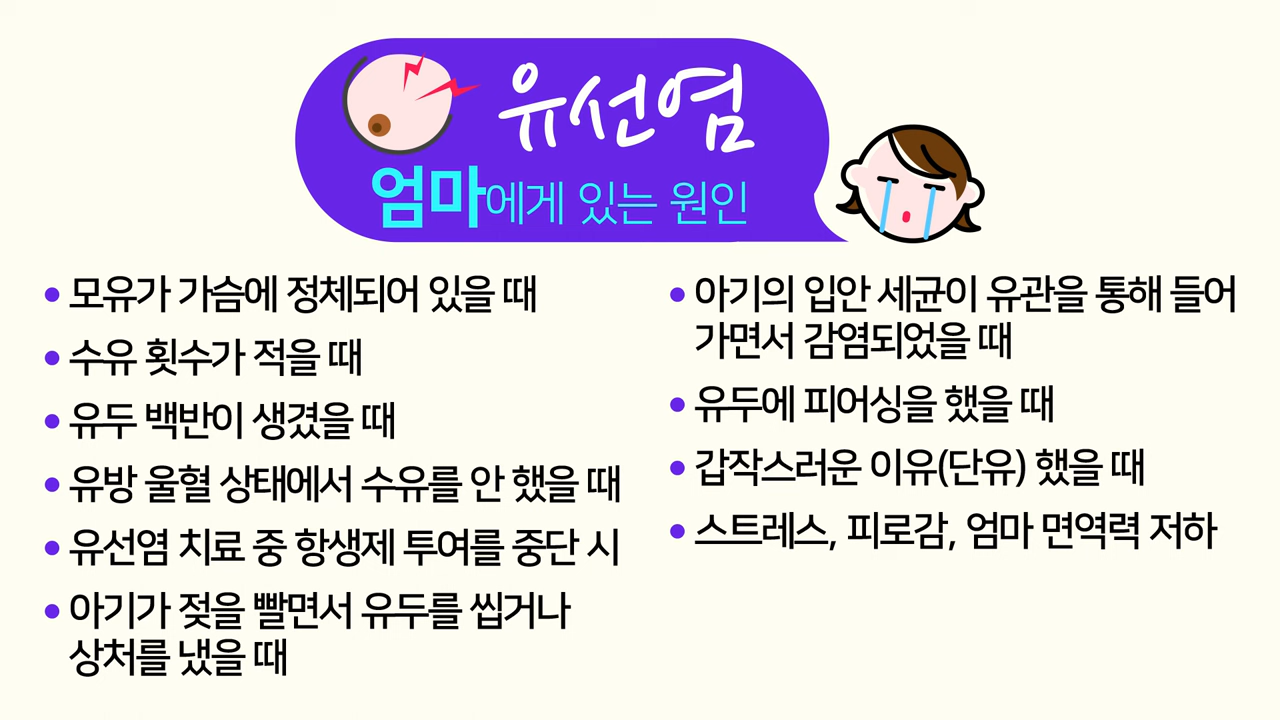 유선염
엄마에게 있는 원인
• 모유가 가슴에 정체되어 있을 때
• 수유 횟수가 적을 때
• 유두 백반이 생겼을 때
• 유방 울혈 상태에서 수유를 안 했을 때
• 유선염 치료 중 항생제 투여를 중단 시
• 아기가 젖을 빨면서 유두를 씹거나
상처를 냈을 때
• 아기의 입안 세균이 유관을 통해 들어
가면서 감염되었을 때
• 유두에 피어싱을 했을 때
• 갑작스러운 이유(단유) 했을 때
• 스트레스, 피로감, 엄마 면역력 저하